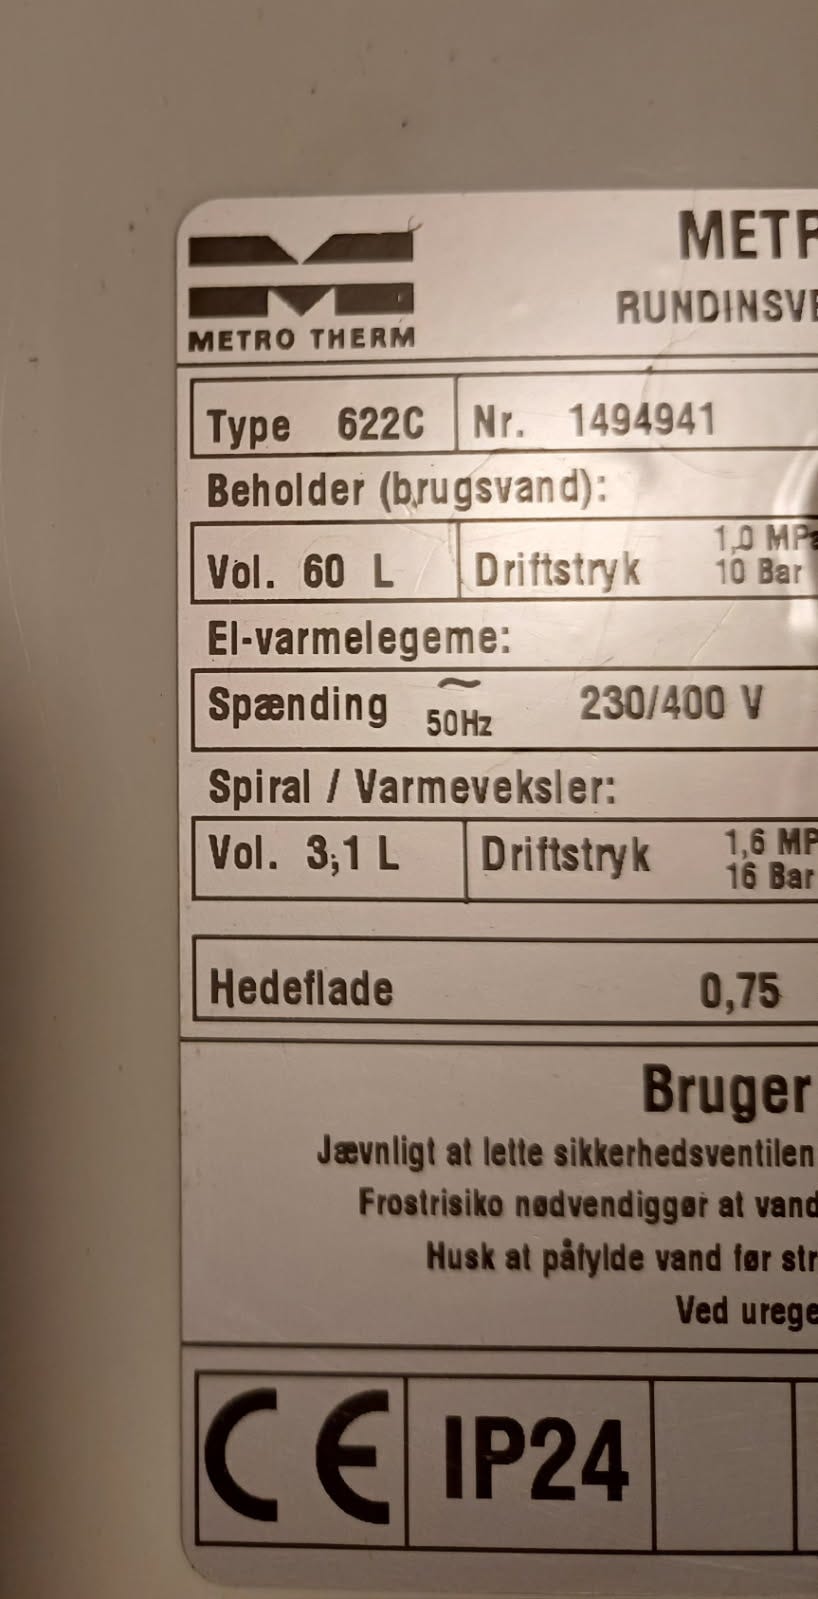 METRO THERM
METR
RUNDINSVE
Type 622C Nr. 1494941
Beholder (brugsvand):
Vol. 60 L Driftstryk 1,0 MPa
10 Bar
El-varmelegeme:
Spænding ~ 50Hz 230/400 V
Spiral / Varmeveksler:
Vol. 3,1 L Driftstryk 1,6 MP
16 Bar
Hedeflade 0,75
Bruger
Jævnligt at lette sikkerhedsventilen
Frostrisiko nødvendiggør at vand
Husk at påfylde vand før str
Ved urege
CE IP24